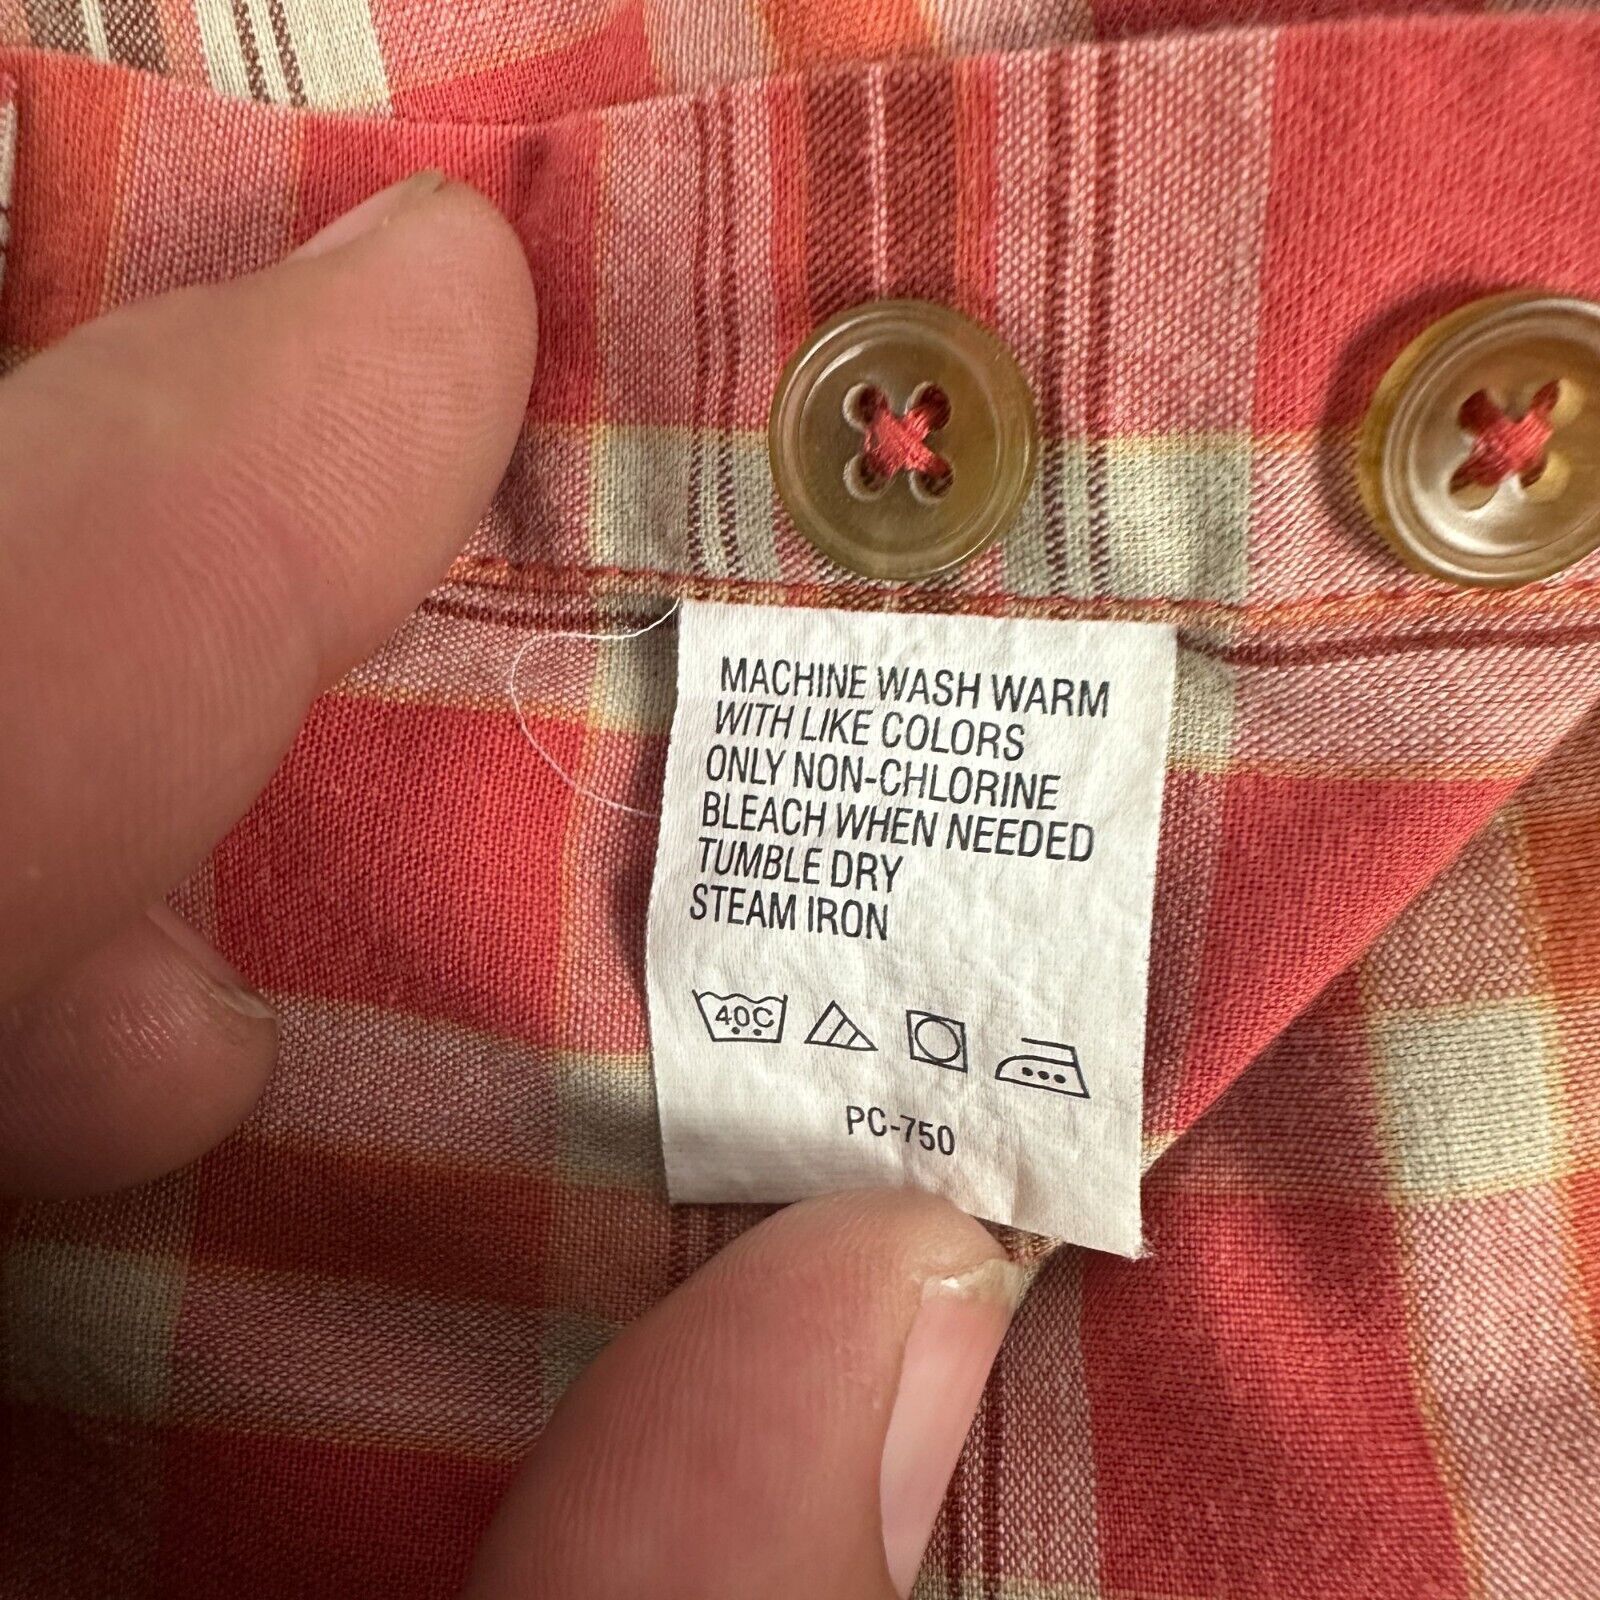 MACHINE WASH WARM
WITH LIKE COLORS
ONLY NON-CHLORINE
BLEACH WHEN NEEDED
TUMBLE DRY
STEAM IRON
40C
PC-750